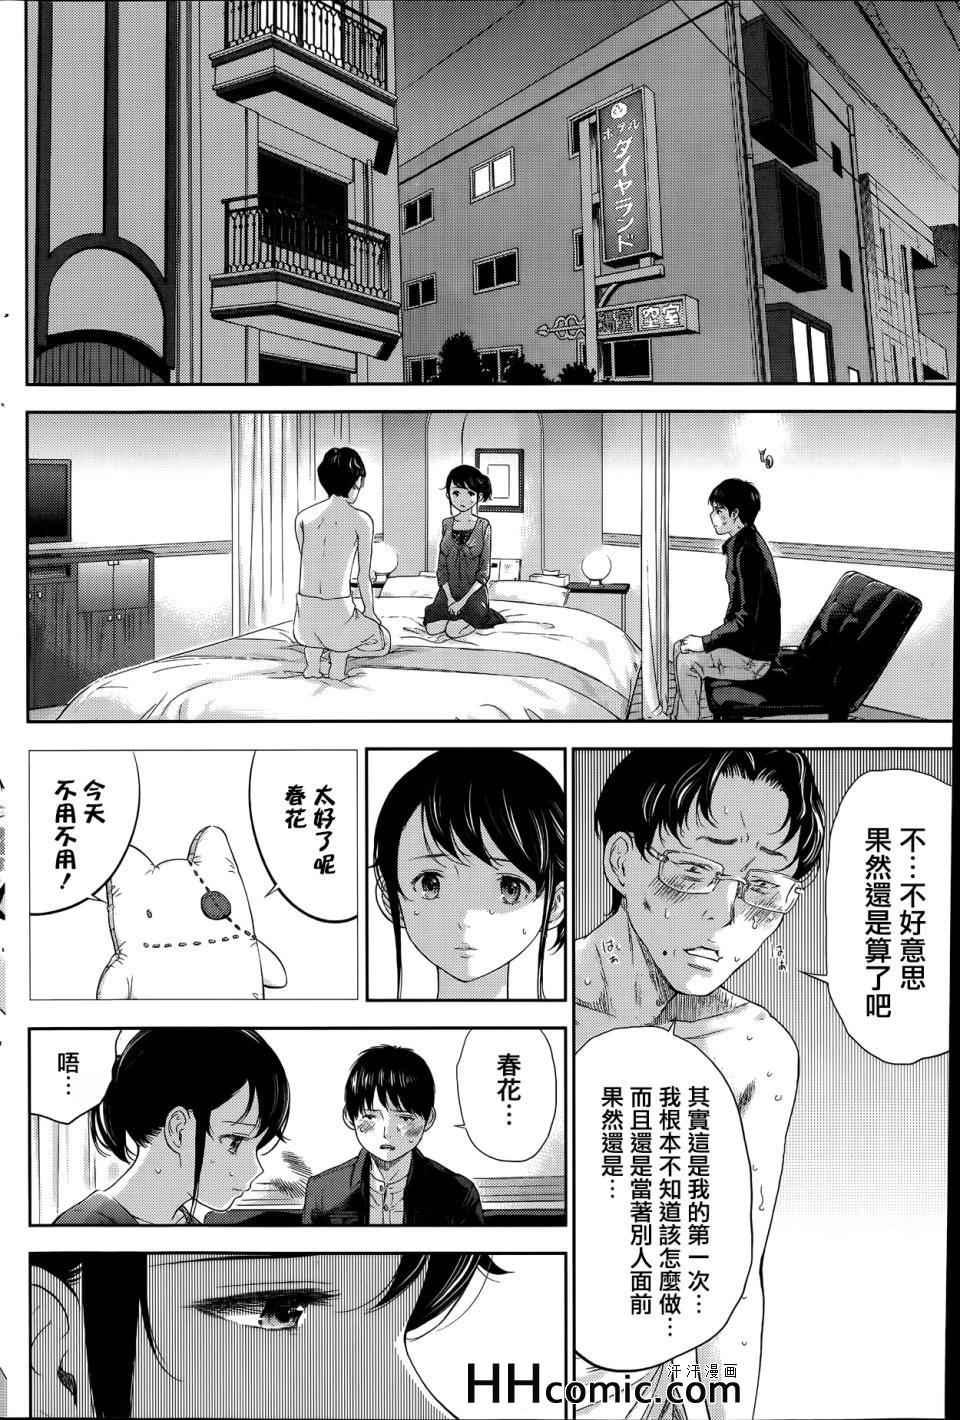 ホテル
ダイヤランド
空室
不…不好意思
果然還是算了吧
はぁ
はぁ
其實這是我的第一次…
我根本不知道該怎麼做…
而且還是當著別人面前
果然還是…
太好了呢
春花
今天
不用不用!
春花…
唔…
汗汗漫画
HHcomic.com